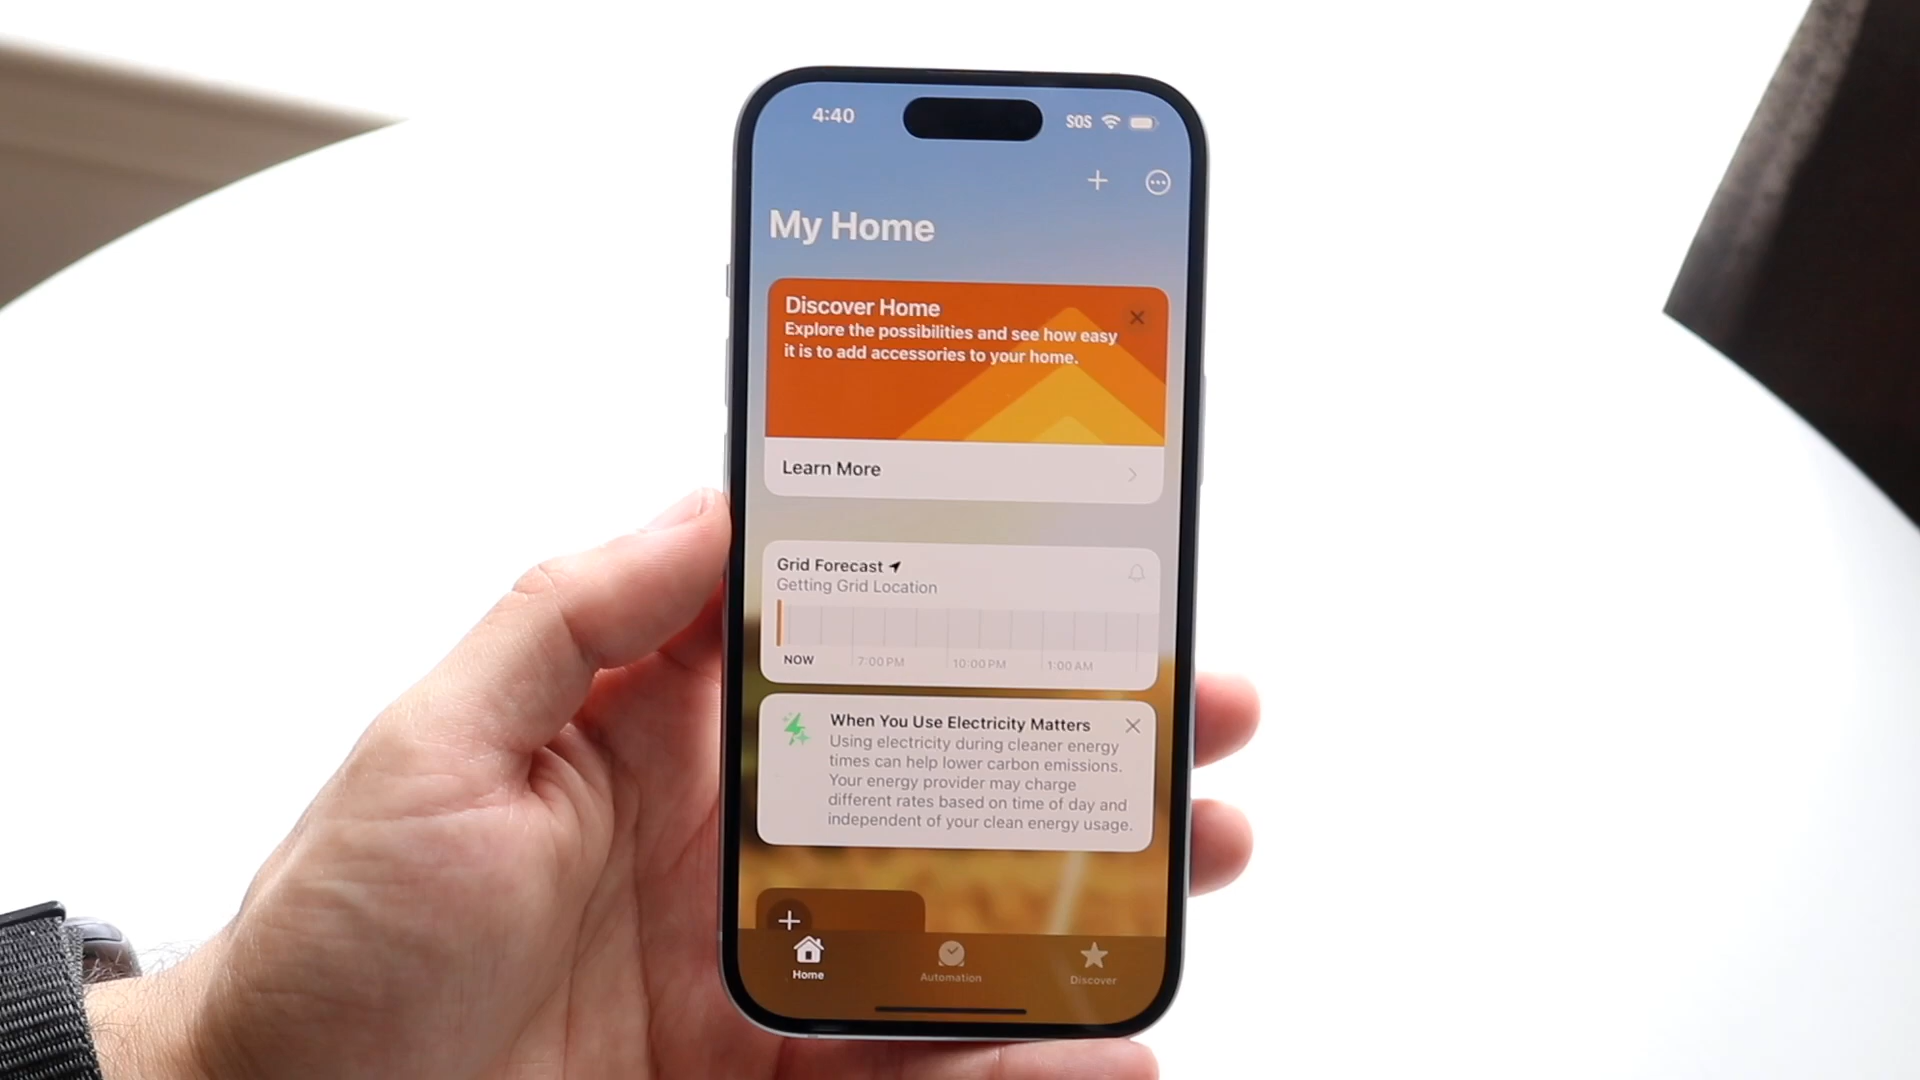 4:40
SOS
My Home
Discover Home
Explore the possibilities and see how easy
it is to add accessories to your home.
Learn More
Grid Forecast
Getting Grid Location
NOW 7:00 PM 10:00 PM 1:00 AM
When You Use Electricity Matters
Using electricity during cleaner energy
times can help lower carbon emissions.
Your energy provider may charge
different rates based on time of day and
independent of your clean energy usage.
Home Automation Discover